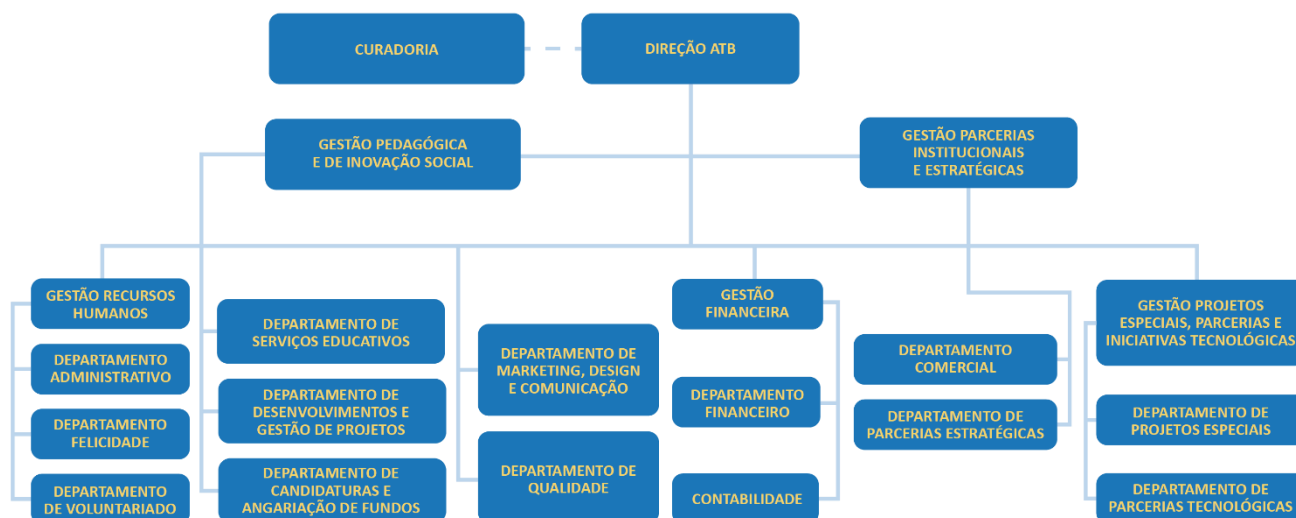 CURADORIA
DIREÇÃO ATB
GESTÃO PEDAGÓGICA
E DE INOVAÇÃO SOCIAL
GESTÃO PARCERIAS
INSTITUCIONAIS
E ESTRATÉGICAS
GESTÃO RECURSOS
HUMANOS
DEPARTAMENTO
ADMINISTRATIVO
DEPARTAMENTO
FELICIDADE
DEPARTAMENTO
DE VOLUNTARIADO
DEPARTAMENTO DE
SERVIÇOS EDUCATIVOS
DEPARTAMENTO DE
DESENVOLVIMENTOS E
GESTÃO DE PROJETOS
DEPARTAMENTO DE
CANDIDATURAS E
ANGARIAÇÃO DE FUNDOS
DEPARTAMENTO DE
MARKETING, DESIGN
E COMUNICAÇÃO
DEPARTAMENTO DE
QUALIDADE
GESTÃO
FINANCEIRA
DEPARTAMENTO
FINANCEIRO
CONTABILIDADE
DEPARTAMENTO
COMERCIAL
DEPARTAMENTO DE
PARCERIAS ESTRATÉGICAS
GESTÃO PROJETOS
ESPECIAIS, PARCERIAS E
INICIATIVAS TECNOLÓGICAS
DEPARTAMENTO DE
PROJETOS ESPECIAIS
DEPARTAMENTO DE
PARCERIAS TECNOLÓGICAS